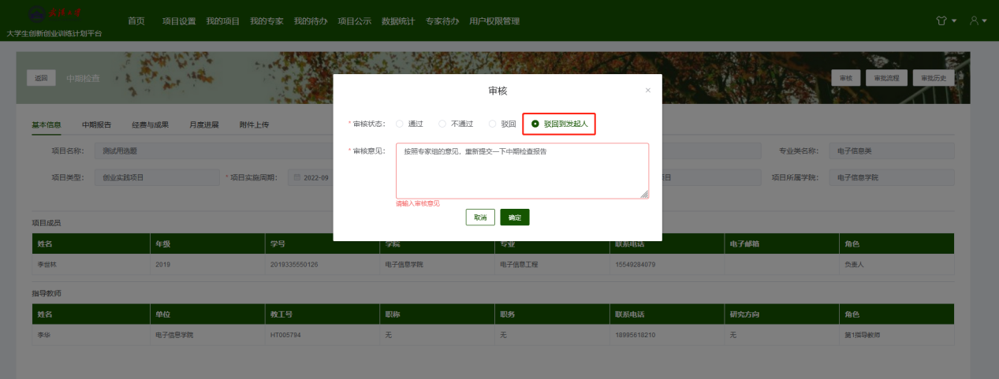 首页 项目设置 我的项目 我的专家 我的待办 项目公示 数据统计 专家待办 用户权限管理
大学生创新创业训练计划平台
返回 中期检查 审核 审批流程 审批历史
审核
基本信息 中期报告 经费与成果 月度进展 附件上传
* 审核状态: 通过 不通过 驳回 驳回到发起人
项目名称: 测试用选题 专业类名称: 电子信息类
* 审核意见: 按照专家组的意见，重新提交一下中期检查报告
项目类型: 创业实践项目 * 项目实施周期: 2022-09 项目所属学院: 电子信息学院
请输入审核意见
取消 确定
项目成员
姓名 年级 学号 学院 专业 联系电话 电子邮箱 角色
李世林 2019 2019335550126 电子信息学院 电子信息工程 15549284079 负责人
指导教师
姓名 单位 教工号 职称 职务 联系电话 研究方向 角色
李华 电子信息学院 HT005794 无 无 18995618210 无 第1指导教师